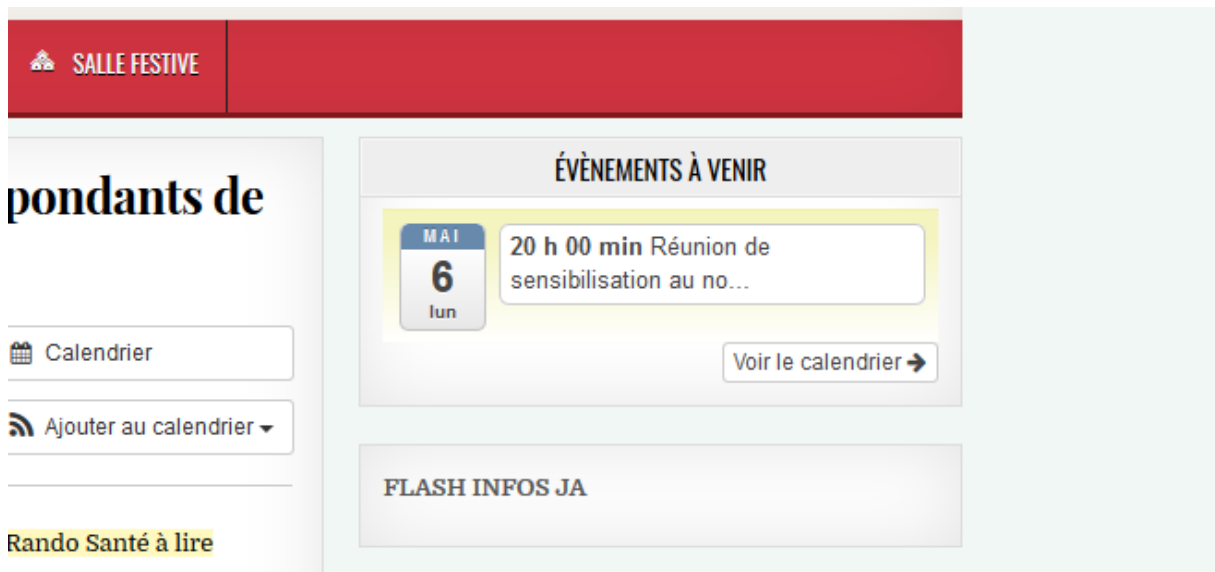 SALLE FESTIVE
pondants de
Calendrier
Ajouter au calendrier
Rando Santé à lire
ÉVÈNEMENTS À VENIR
MAI
6
lun
20 h 00 min Réunion de
sensibilisation au no...
Voir le calendrier
FLASH INFOS JA